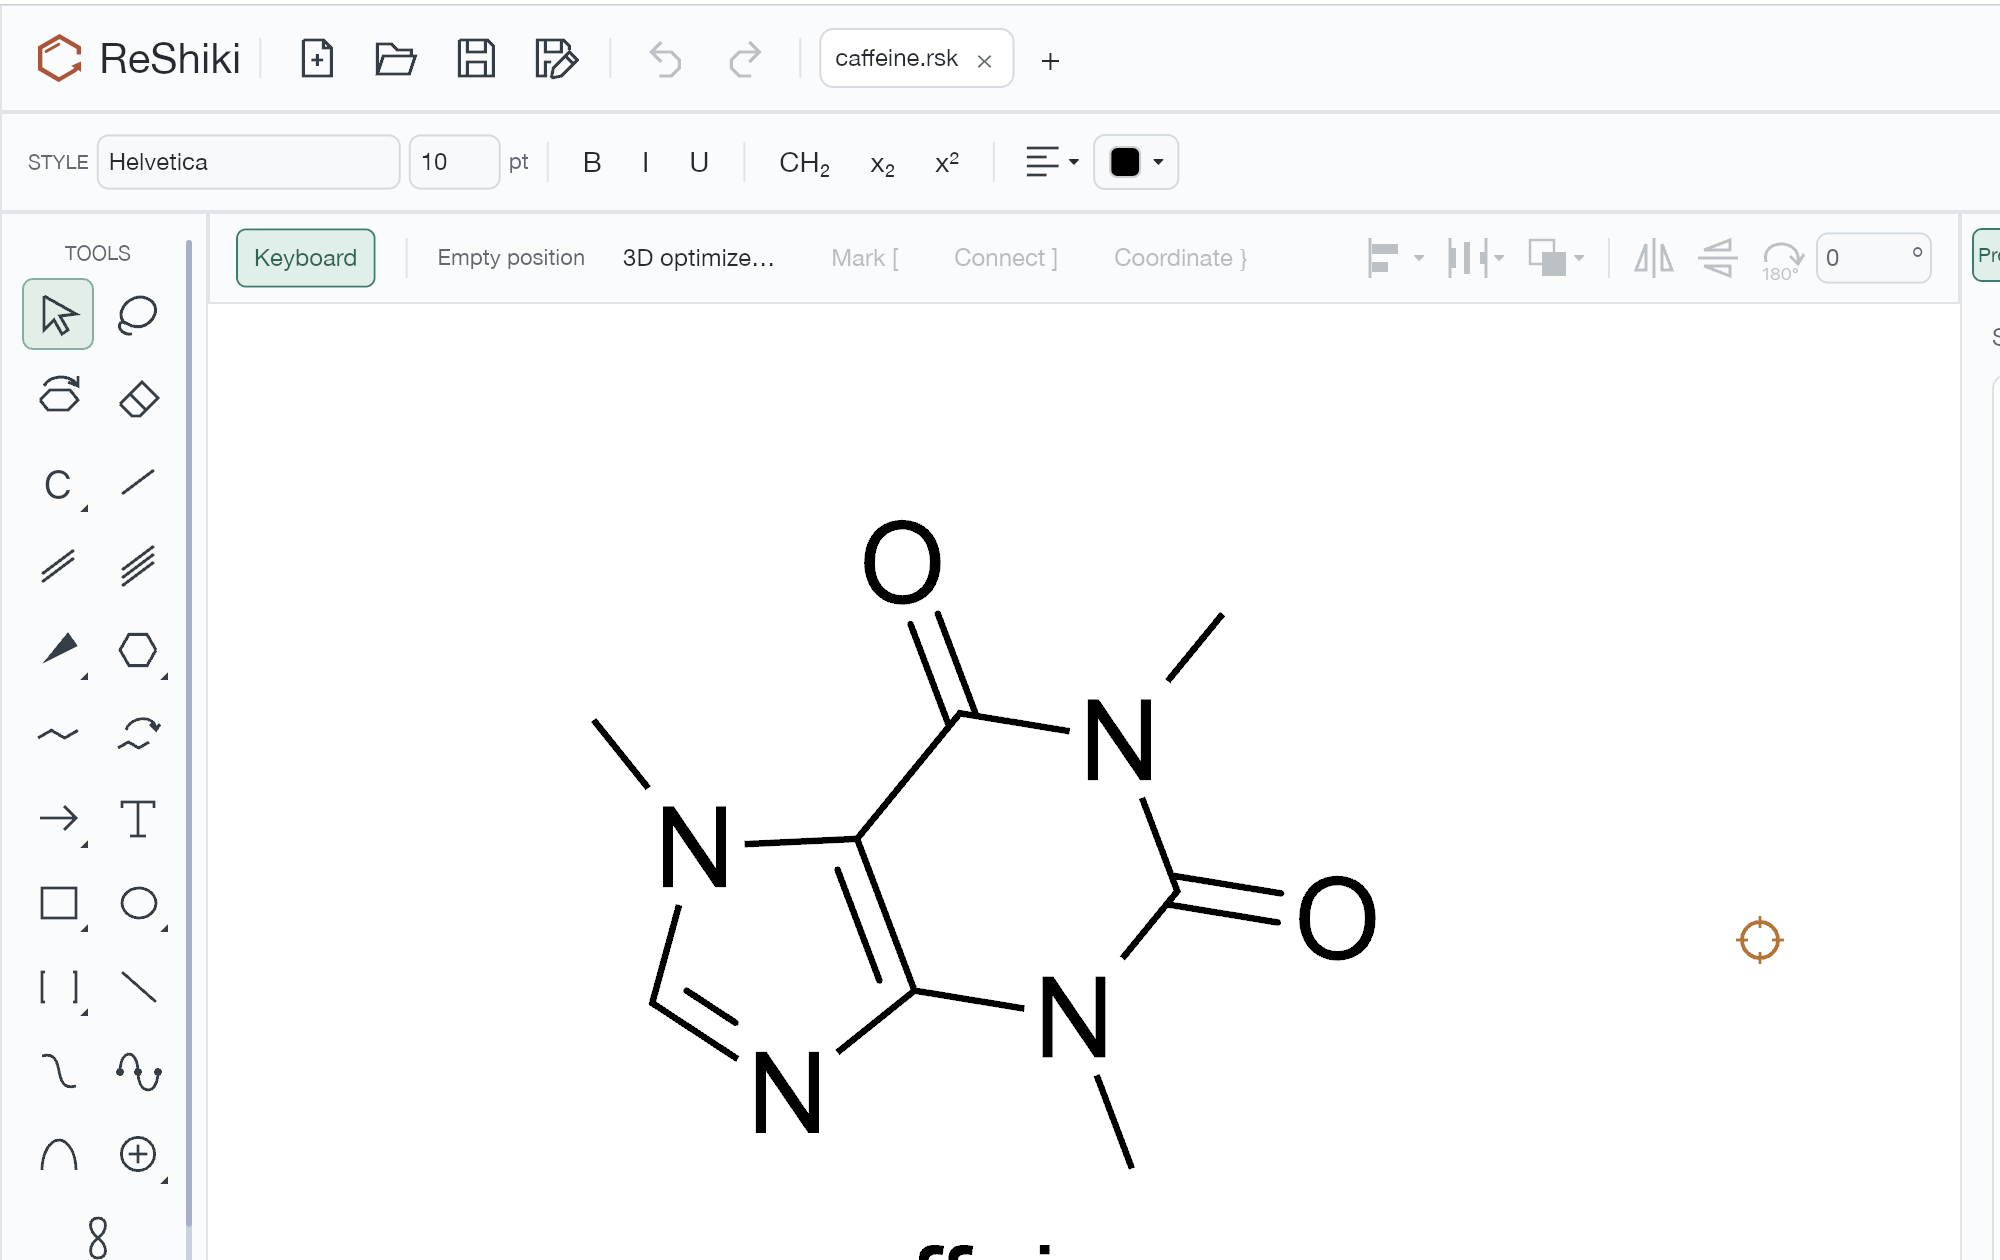 ReShiki
caffeine.rsk × +
STYLE Helvetica 10 pt B I U CH₂ x₂ x²
TOOLS
Keyboard Empty position 3D optimize... Mark [ Connect ] Coordinate } 180° 0 °
C
T
[ ]
O
N
N
O
N
N